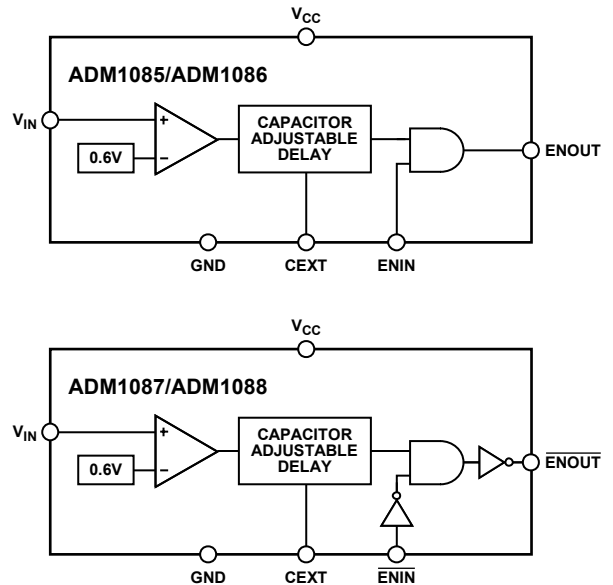 VCC
ADM1085/ADM1086
VIN
+
0.6V
−
CAPACITOR
ADJUSTABLE
DELAY
ENOUT
GND
CEXT
ENIN
VCC
ADM1087/ADM1088
VIN
+
0.6V
−
CAPACITOR
ADJUSTABLE
DELAY
ENOUT
GND
CEXT
ENIN